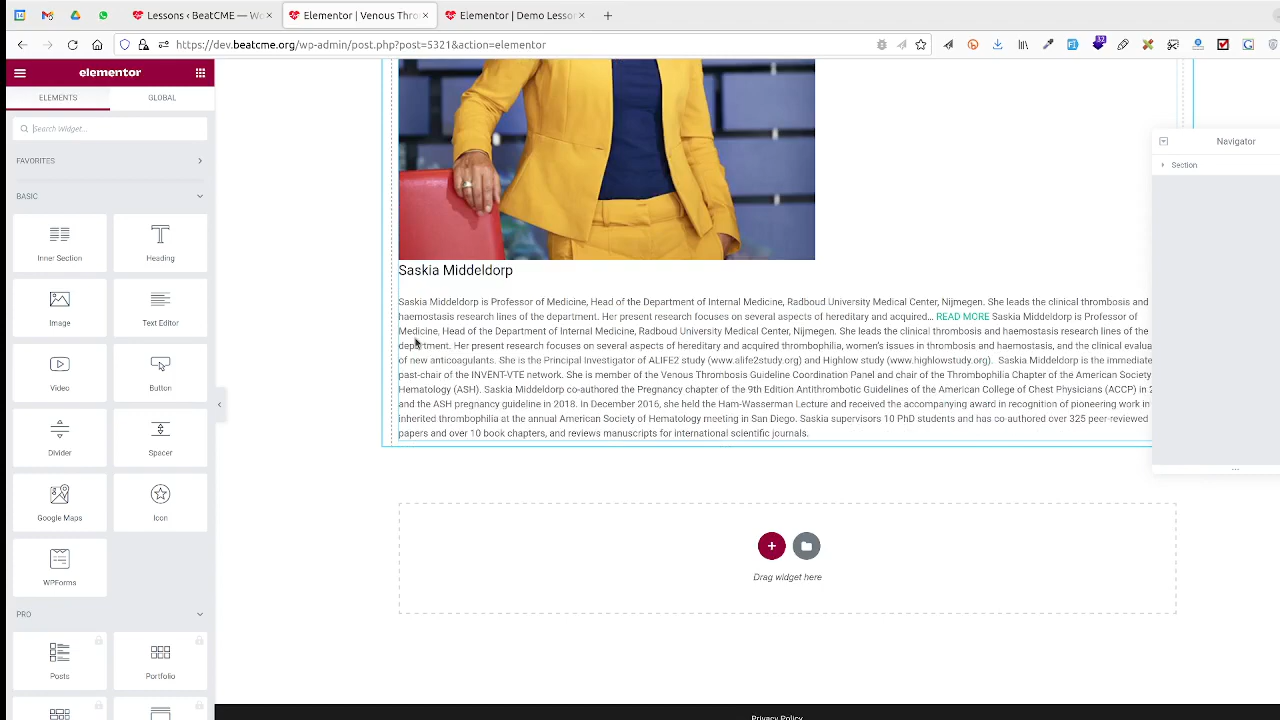 Lessons ‹ BeatCME — W
Elementor | Venous Thro
Elementor | Demo Lesson
https://dev.beatcme.org/wp-admin/post.php?post=5321&action=elementor
32
elementor
ELEMENTS
GLOBAL
Search Widget...
FAVORITES
BASIC
Inner Section
Heading
Image
Text Editor
Video
Button
Divider
Spacer
Google Maps
Icon
WPForms
PRO
Posts
Portfolio
Saskia Middeldorp
Saskia Middeldorp is Professor of Medicine, Head of the Department of Internal Medicine, Radboud University Medical Center, Nijmegen. She leads the clinical thrombosis and
haemostasis research lines of the department. Her present research focuses on several aspects of hereditary and acquired... READ MORE Saskia Middeldorp is Professor of
Medicine, Head of the Department of Internal Medicine, Radboud University Medical Center, Nijmegen. She leads the clinical thrombosis and haemostasis research lines of the
department. Her present research focuses on several aspects of hereditary and acquired thrombophilia, women's issues in thrombosis and haemostasis, and the clinical evalua
of new anticoagulants. She is the Principal Investigator of ALIFE2 study (www.alife2study.org) and Highlow study (www.highlowstudy.org).  Saskia Middeldorp is the immediate
past-chair of the INVENT-VTE network. She is member of the Venous Thrombosis Guideline Coordination Panel and chair of the Thrombophilia Chapter of the American Society
Hematology (ASH). Saskia Middeldorp co-authored the Pregnancy chapter of the 9th Edition Antithrombotic Guidelines of the American College of Chest Physicians (ACCP) in 2
and the ASH pregnancy guideline in 2018. In December 2016, she held the Ham-Wasserman Lecture and received the accompanying award in recognition of pioneering work in
inherited thrombophilia at the annual American Society of Hematology meeting in San Diego. Saskia supervisors 10 PhD students and has co-authored over 325 peer-reviewed
papers and over 10 book chapters, and reviews manuscripts for international scientific journals.
Drag widget here
Navigator
Section
Privacy Policy